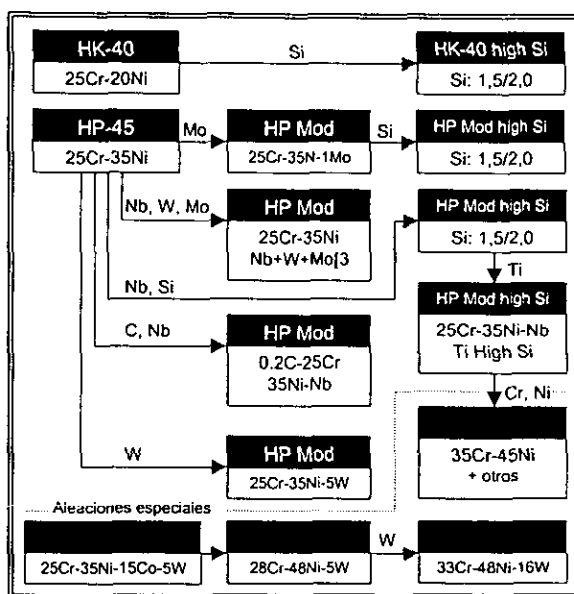 HK-40
25Cr-20Ni
Si
HK-40 high Si
Si: 1,5/2,0
HP-45
25Cr-35Ni
Mo
HP Mod
25Cr-35N-1Mo
Si
HP Mod high Si
Si: 1,5/2,0
Nb, W, Mo
HP Mod
25Cr-35Ni
Nb+W+Mo[3
Nb, Si
HP Mod high Si
Si: 1,5/2,0
Ti
HP Mod high Si
25Cr-35Ni-Nb
Ti High Si
C, Nb
HP Mod
0.2C-25Cr
35Ni-Nb
Cr, Ni
35Cr-45Ni
+ otros
W
HP Mod
25Cr-35Ni-5W
Aleaciones especiales
25Cr-35Ni-15Co-5W
28Cr-48Ni-5W
W
33Cr-48Ni-16W